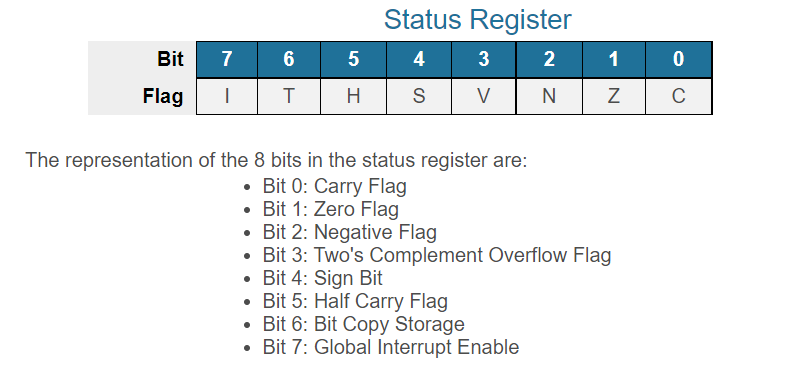 Status Register
Bit 7 6 5 4 3 2 1 0
Flag I T H S V N Z C
The representation of the 8 bits in the status register are:
• Bit 0: Carry Flag
• Bit 1: Zero Flag
• Bit 2: Negative Flag
• Bit 3: Two's Complement Overflow Flag
• Bit 4: Sign Bit
• Bit 5: Half Carry Flag
• Bit 6: Bit Copy Storage
• Bit 7: Global Interrupt Enable